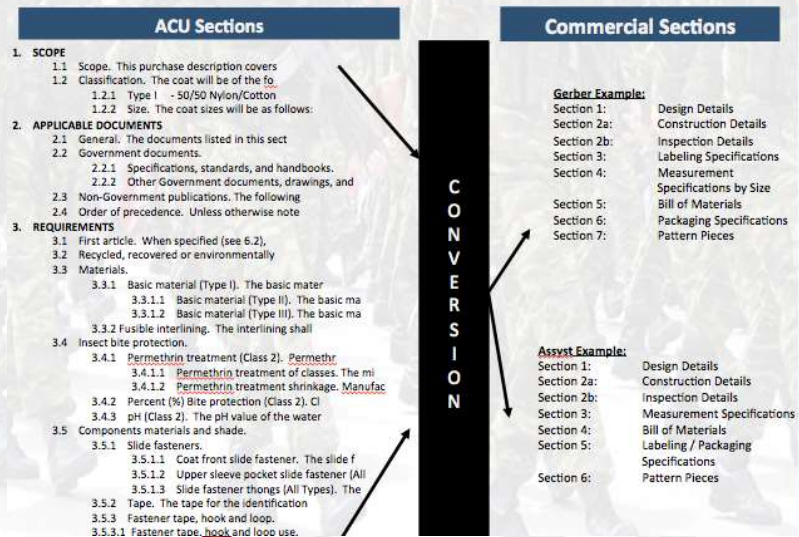 ACU Sections
1. SCOPE
1.1 Scope. This purchase description covers
1.2 Classification. The coat will be of the fo
1.2.1 Type I - 50/50 Nylon/Cotton
1.2.2 Size. The coat sizes will be as follows:
2. APPLICABLE DOCUMENTS
2.1 General. The documents listed in this sect
2.2 Government documents.
2.2.1 Specifications, standards, and handbooks.
2.2.2 Other Government documents, drawings, and
2.3 Non-Government publications. The following
2.4 Order of precedence. Unless otherwise note
3. REQUIREMENTS
3.1 First article. When specified (see 6.2),
3.2 Recycled, recovered or environmentally
3.3 Materials.
3.3.1 Basic material (Type I). The basic mater
3.3.1.1 Basic material (Type II). The basic ma
3.3.1.2 Basic material (Type III). The basic ma
3.3.2 Fusible interlining. The interlining shall
3.4 Insect bite protection.
3.4.1 Permethrin treatment (Class 2). Permethr
3.4.1.1 Permethrin treatment of classes. The mi
3.4.1.2 Permethrin treatment shrinkage. Manufac
3.4.2 Percent (%) Bite protection (Class 2). Cl
3.4.3 pH (Class 2). The pH value of the water
3.5 Components materials and shade.
3.5.1 Slide fasteners.
3.5.1.1 Coat front slide fastener. The slide f
3.5.1.2 Upper sleeve pocket slide fastener (All
3.5.1.3 Slide fastener thongs (All Types). The
3.5.2 Tape. The tape for the identification
3.5.3 Fastener tape, hook and loop.
3.5.3.1 Fastener tape, hook and loop use.
CONVERSION
Commercial Sections
Gerber Example:
Section 1: Design Details
Section 2a: Construction Details
Section 2b: Inspection Details
Section 3: Labeling Specifications
Section 4: Measurement
Specifications by Size
Section 5: Bill of Materials
Section 6: Packaging Specifications
Section 7: Pattern Pieces
Assyst Example:
Section 1: Design Details
Section 2a: Construction Details
Section 2b: Inspection Details
Section 3: Measurement Specifications
Section 4: Bill of Materials
Section 5: Labeling / Packaging
Specifications
Section 6: Pattern Pieces